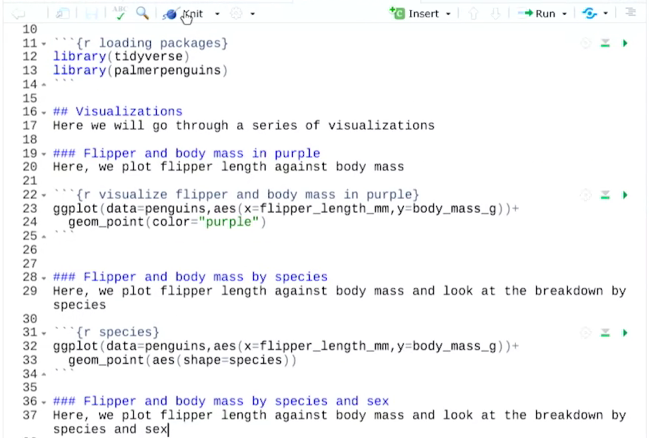 ABC Knit Insert Run
10
11 ```{r loading packages}
12 library(tidyverse)
13 library(palmerpenguins)
14 ```
15
16 ## Visualizations
17 Here we will go through a series of visualizations
18
19 ### Flipper and body mass in purple
20 Here, we plot flipper length against body mass
21
22 ```{r visualize flipper and body mass in purple}
23 ggplot(data=penguins,aes(x=flipper_length_mm,y=body_mass_g))+
24   geom_point(color="purple")
25 ```
26
27
28 ### Flipper and body mass by species
29 Here, we plot flipper length against body mass and look at the breakdown by
species
30
31 ```{r species}
32 ggplot(data=penguins,aes(x=flipper_length_mm,y=body_mass_g))+
33   geom_point(aes(shape=species))
34 ```
35
36 ### Flipper and body mass by species and sex
37 Here, we plot flipper length against body mass and look at the breakdown by
species and sex